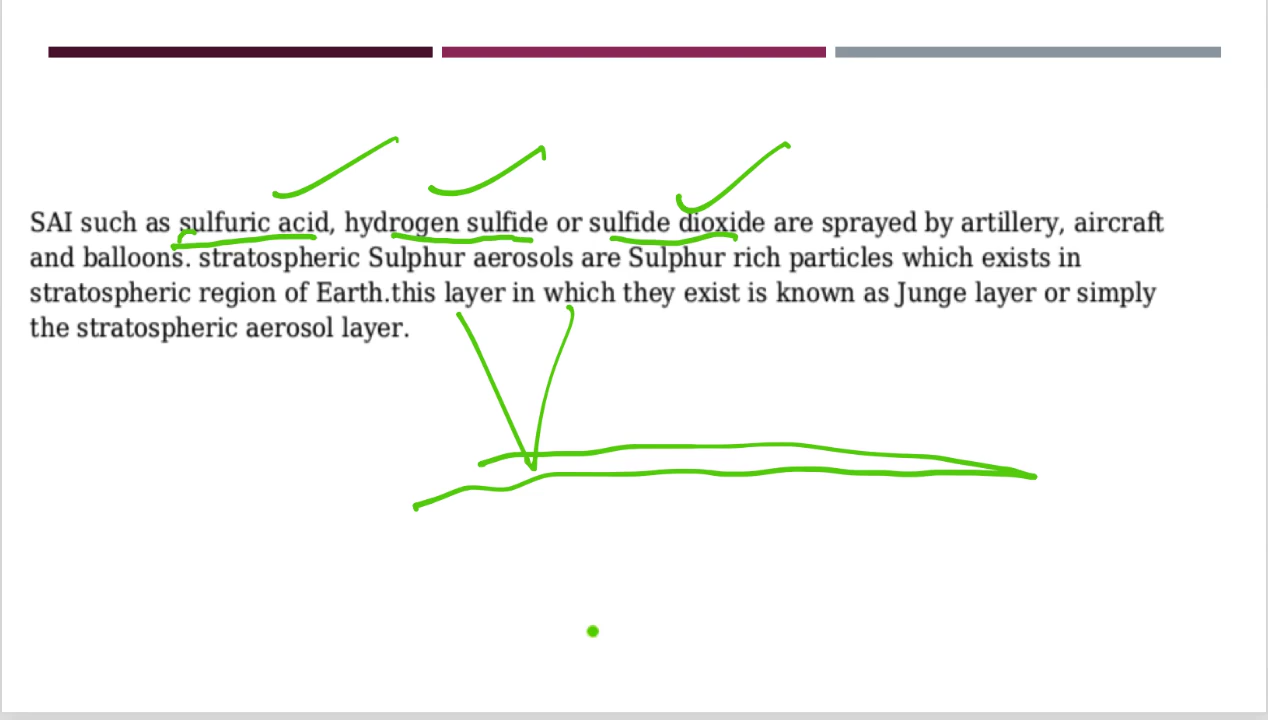 SAI such as sulfuric acid, hydrogen sulfide or sulfide dioxide are sprayed by artillery, aircraft
and balloons. stratospheric Sulphur aerosols are Sulphur rich particles which exists in
stratospheric region of Earth.this layer in which they exist is known as Junge layer or simply
the stratospheric aerosol layer.